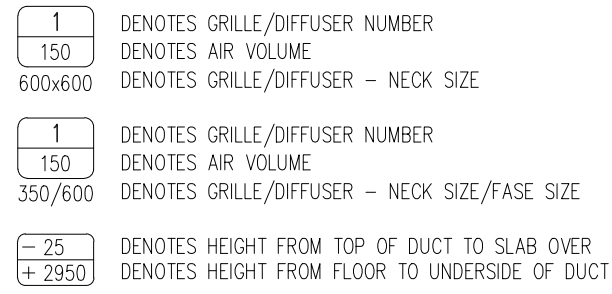 1 DENOTES GRILLE/DIFFUSER NUMBER
150 DENOTES AIR VOLUME
600x600 DENOTES GRILLE/DIFFUSER – NECK SIZE
1 DENOTES GRILLE/DIFFUSER NUMBER
150 DENOTES AIR VOLUME
350/600 DENOTES GRILLE/DIFFUSER – NECK SIZE/FASE SIZE
– 25 DENOTES HEIGHT FROM TOP OF DUCT TO SLAB OVER
+ 2950 DENOTES HEIGHT FROM FLOOR TO UNDERSIDE OF DUCT